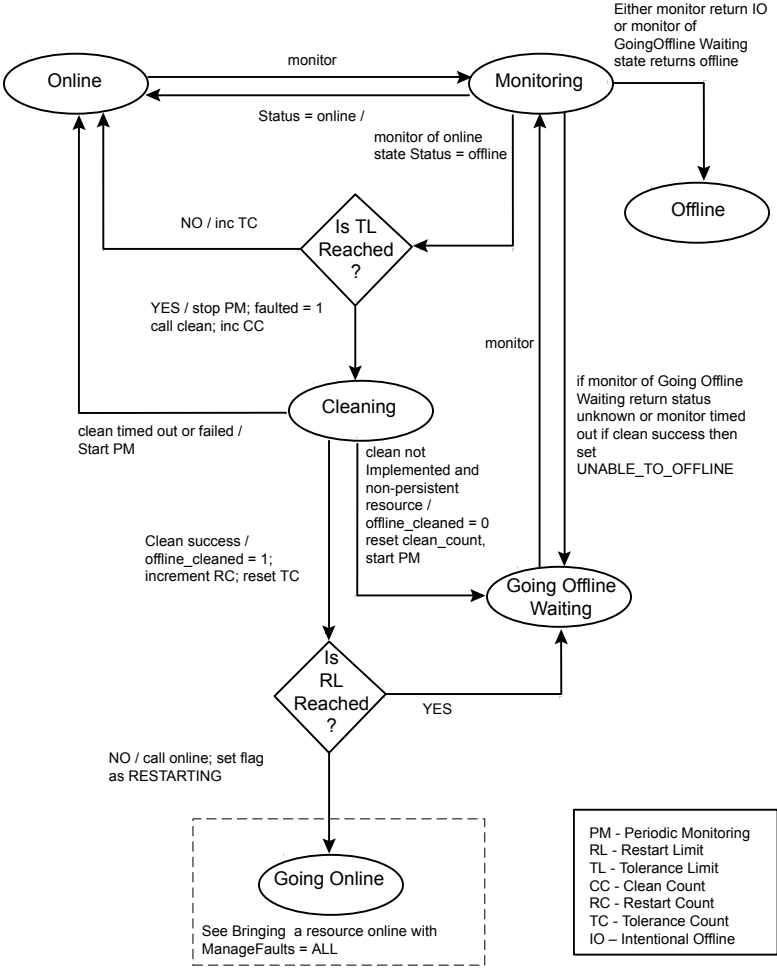 Either monitor return IO
or monitor of
GoingOffline Waiting
state returns offline
monitor
Online
Monitoring
Status = online /
monitor of online
state Status = offline
Offline
NO / inc TC
Is TL
Reached
?
YES / stop PM; faulted = 1
call clean; inc CC
monitor
if monitor of Going Offline
Waiting return status
unknown or monitor timed
out if clean success then
set
UNABLE_TO_OFFLINE
Cleaning
clean timed out or failed /
Start PM
clean not
Implemented and
non-persistent
resource /
offline_cleaned = 0
reset clean_count,
start PM
Clean success /
offline_cleaned = 1;
increment RC; reset TC
Going Offline
Waiting
Is
RL
Reached
?
YES
NO / call online; set flag
as RESTARTING
Going Online
See Bringing a resource online with
ManageFaults = ALL
PM - Periodic Monitoring
RL - Restart Limit
TL - Tolerance Limit
CC - Clean Count
RC - Restart Count
TC - Tolerance Count
IO – Intentional Offline